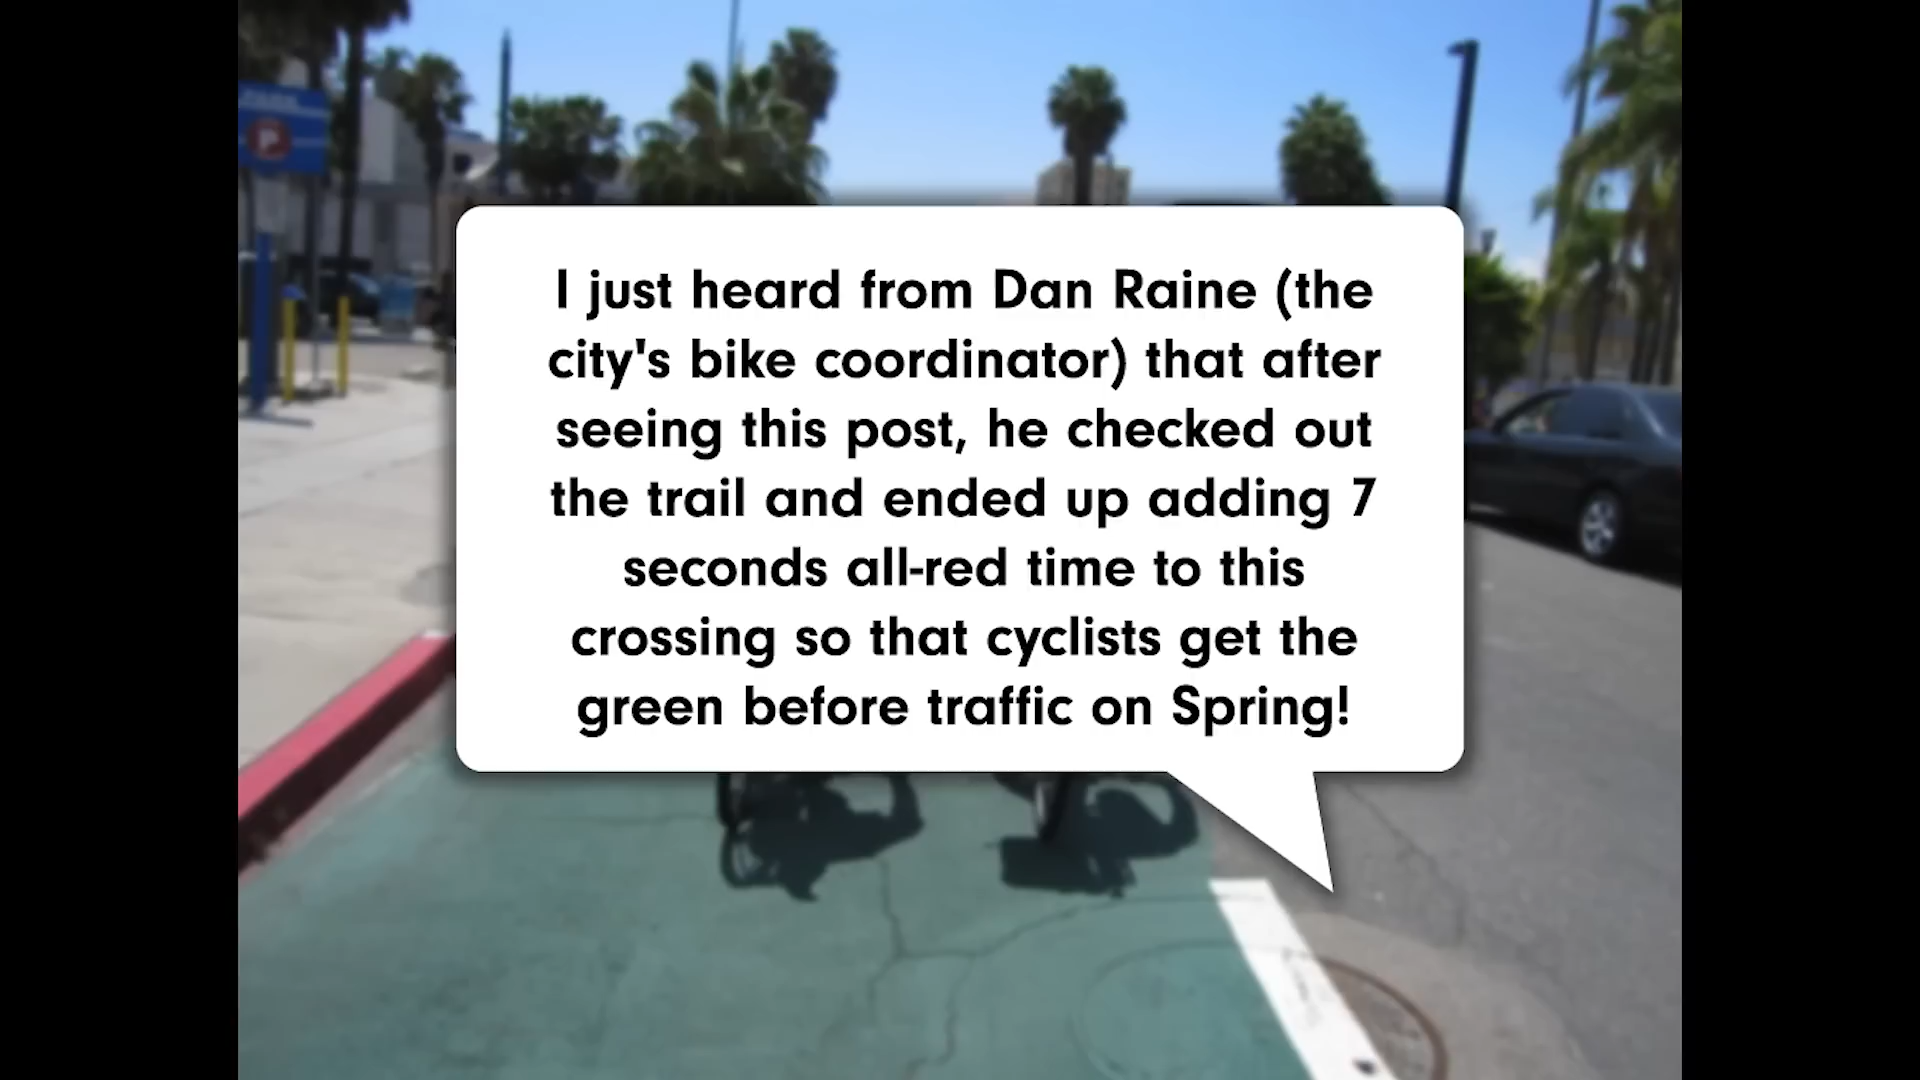 I just heard from Dan Raine (the
city's bike coordinator) that after
seeing this post, he checked out
the trail and ended up adding 7
seconds all-red time to this
crossing so that cyclists get the
green before traffic on Spring!
P